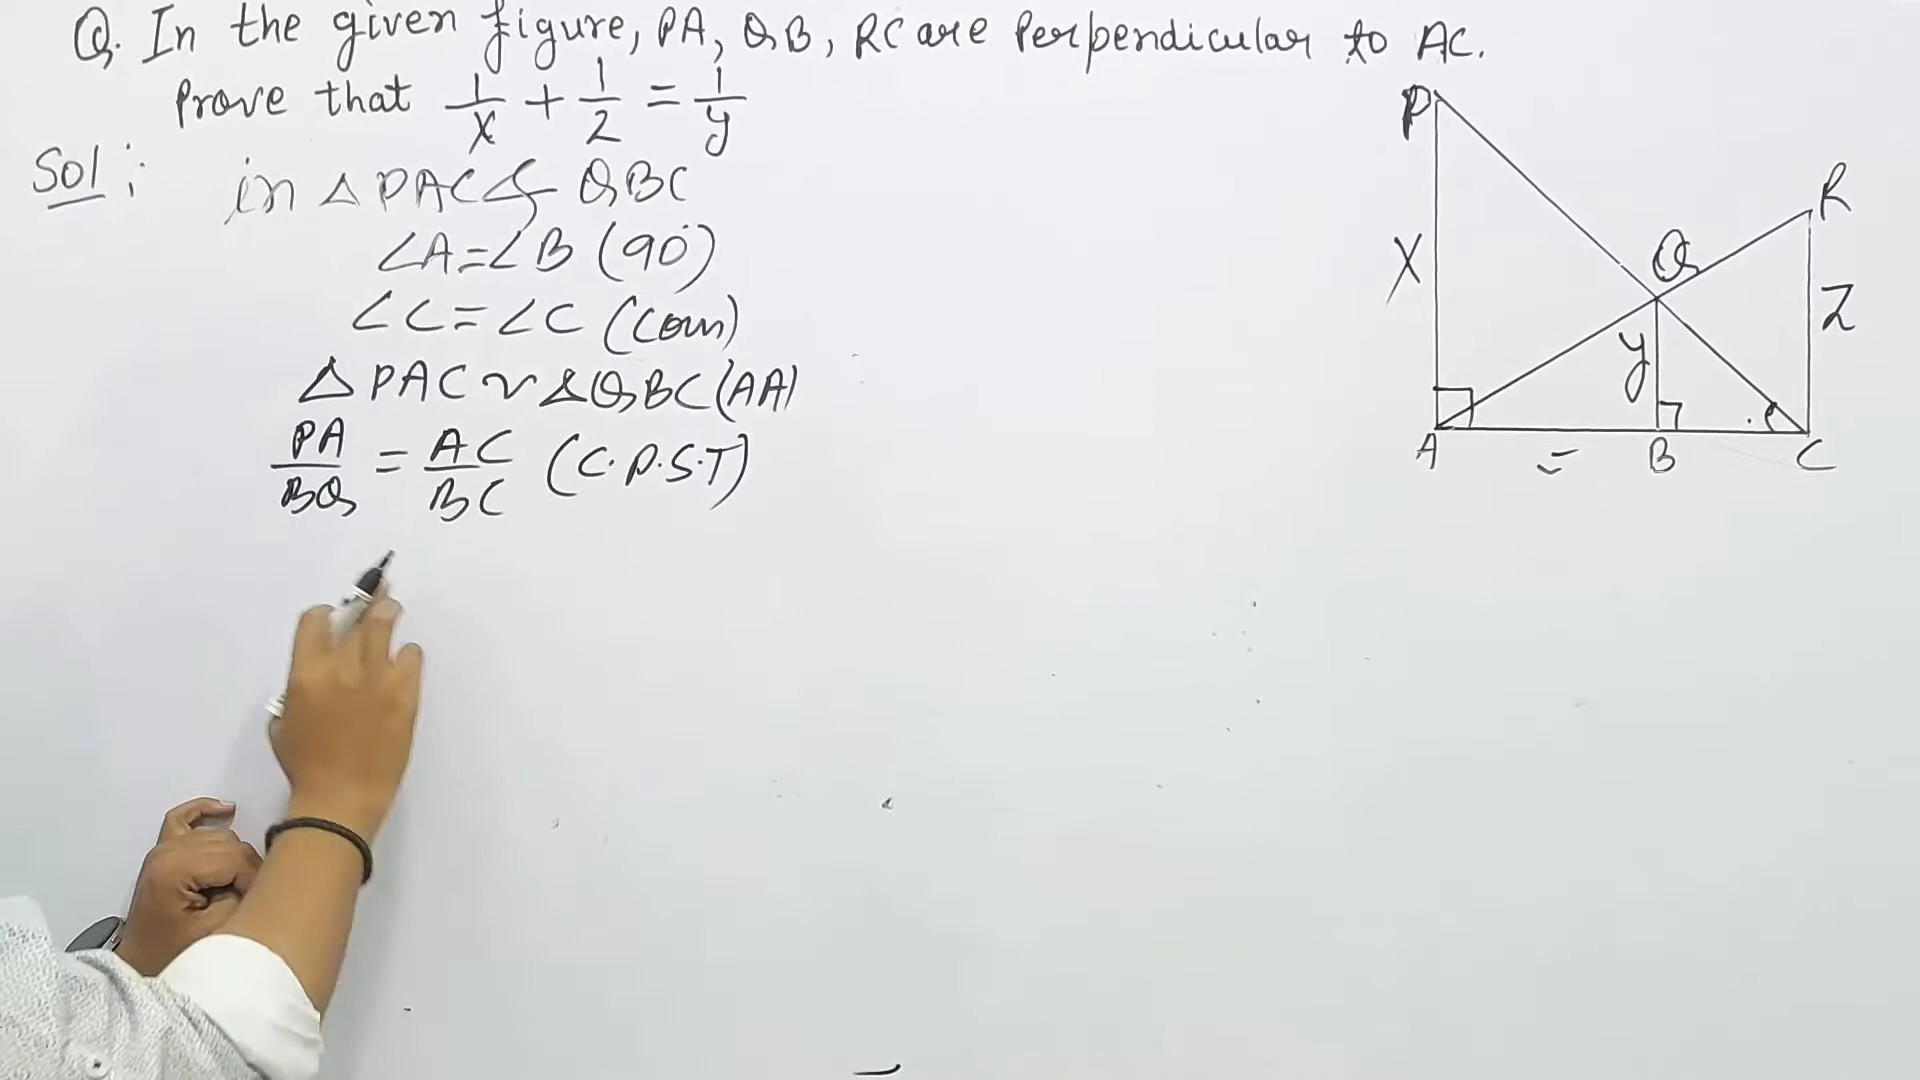 Q. In the given figure, PA, QB, RC are Perpendicular to AC.
Prove that 1/x + 1/z = 1/y
Sol: in △PAC & QBC
∠A=∠B (90°)
∠C=∠C (com)
△PAC ~ △QBC (AA)
PA/BQ = AC/BC (C.P.S.T)
P
R
X
Q
Z
y
A
=
B
C